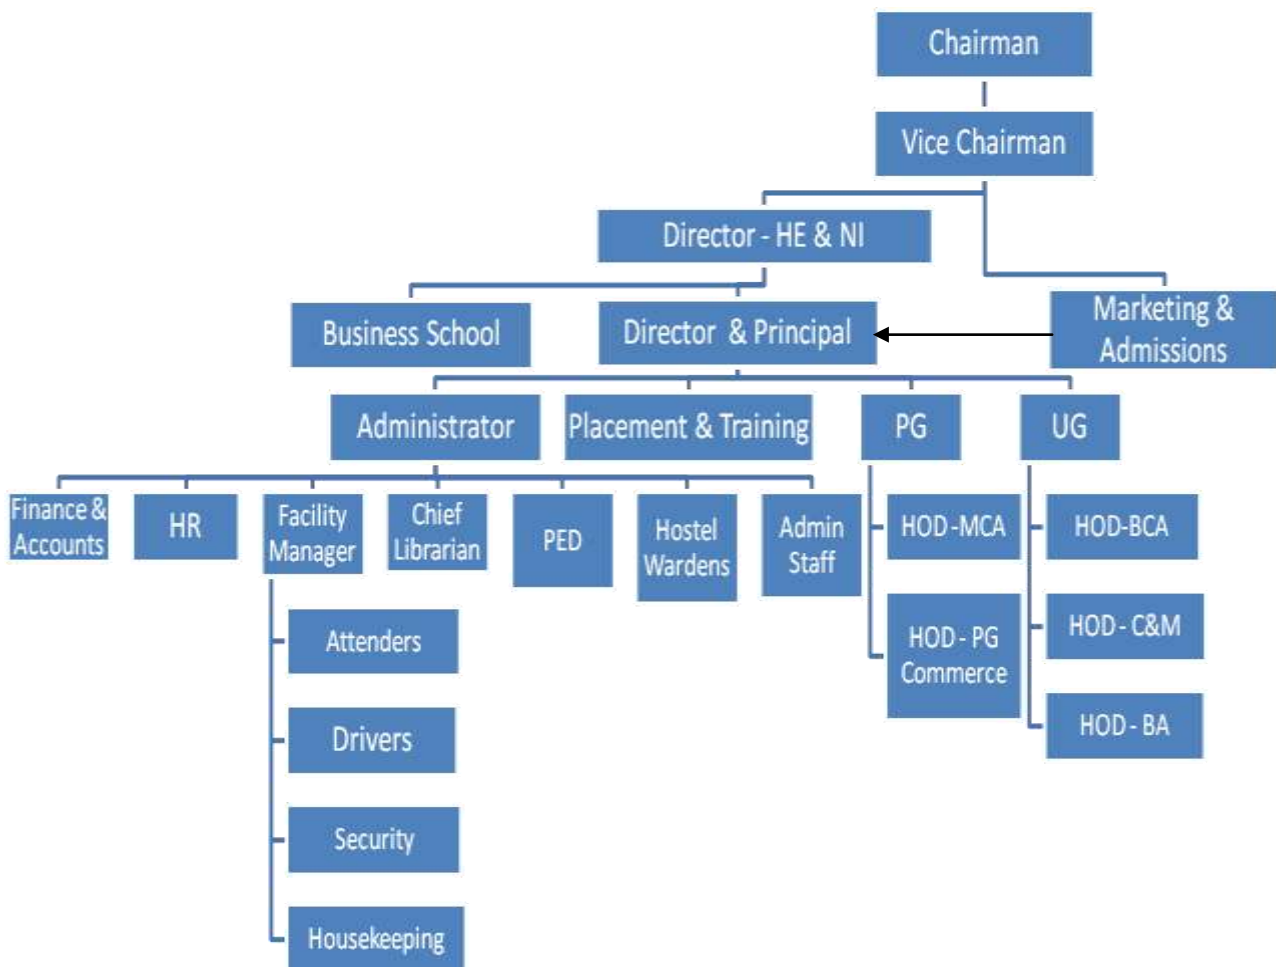 Chairman
Vice Chairman
Director - HE & NI
Business School
Director & Principal
Marketing &
Admissions
Administrator
Placement & Training
PG
UG
Finance &
Accounts
HR
Facility
Manager
Chief
Librarian
PED
Hostel
Wardens
Admin
Staff
HOD -MCA
HOD-BCA
Attenders
HOD - PG
Commerce
HOD - C&M
Drivers
HOD - BA
Security
Housekeeping